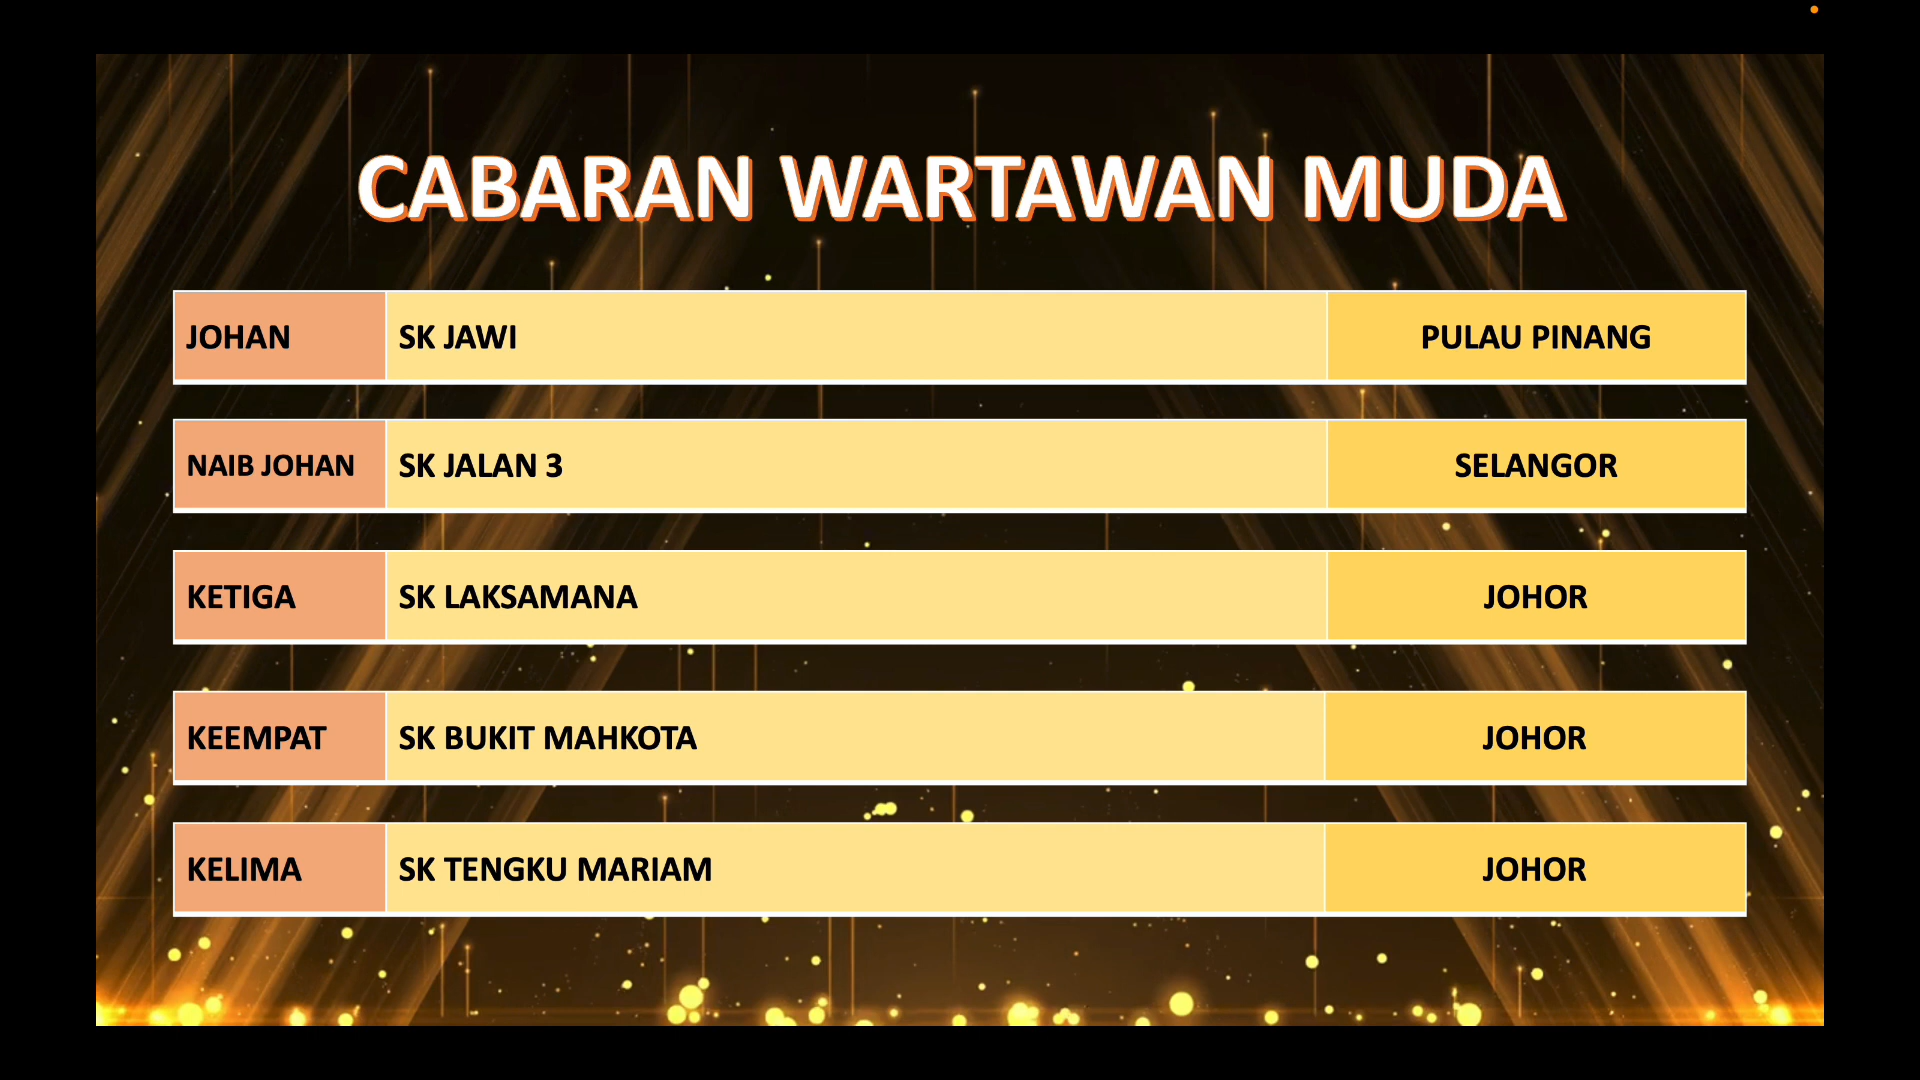 CABARAN WARTAWAN MUDA
JOHAN SK JAWI PULAU PINANG
NAIB JOHAN SK JALAN 3 SELANGOR
KETIGA SK LAKSAMANA JOHOR
KEEMPAT SK BUKIT MAHKOTA JOHOR
KELIMA SK TENGKU MARIAM JOHOR